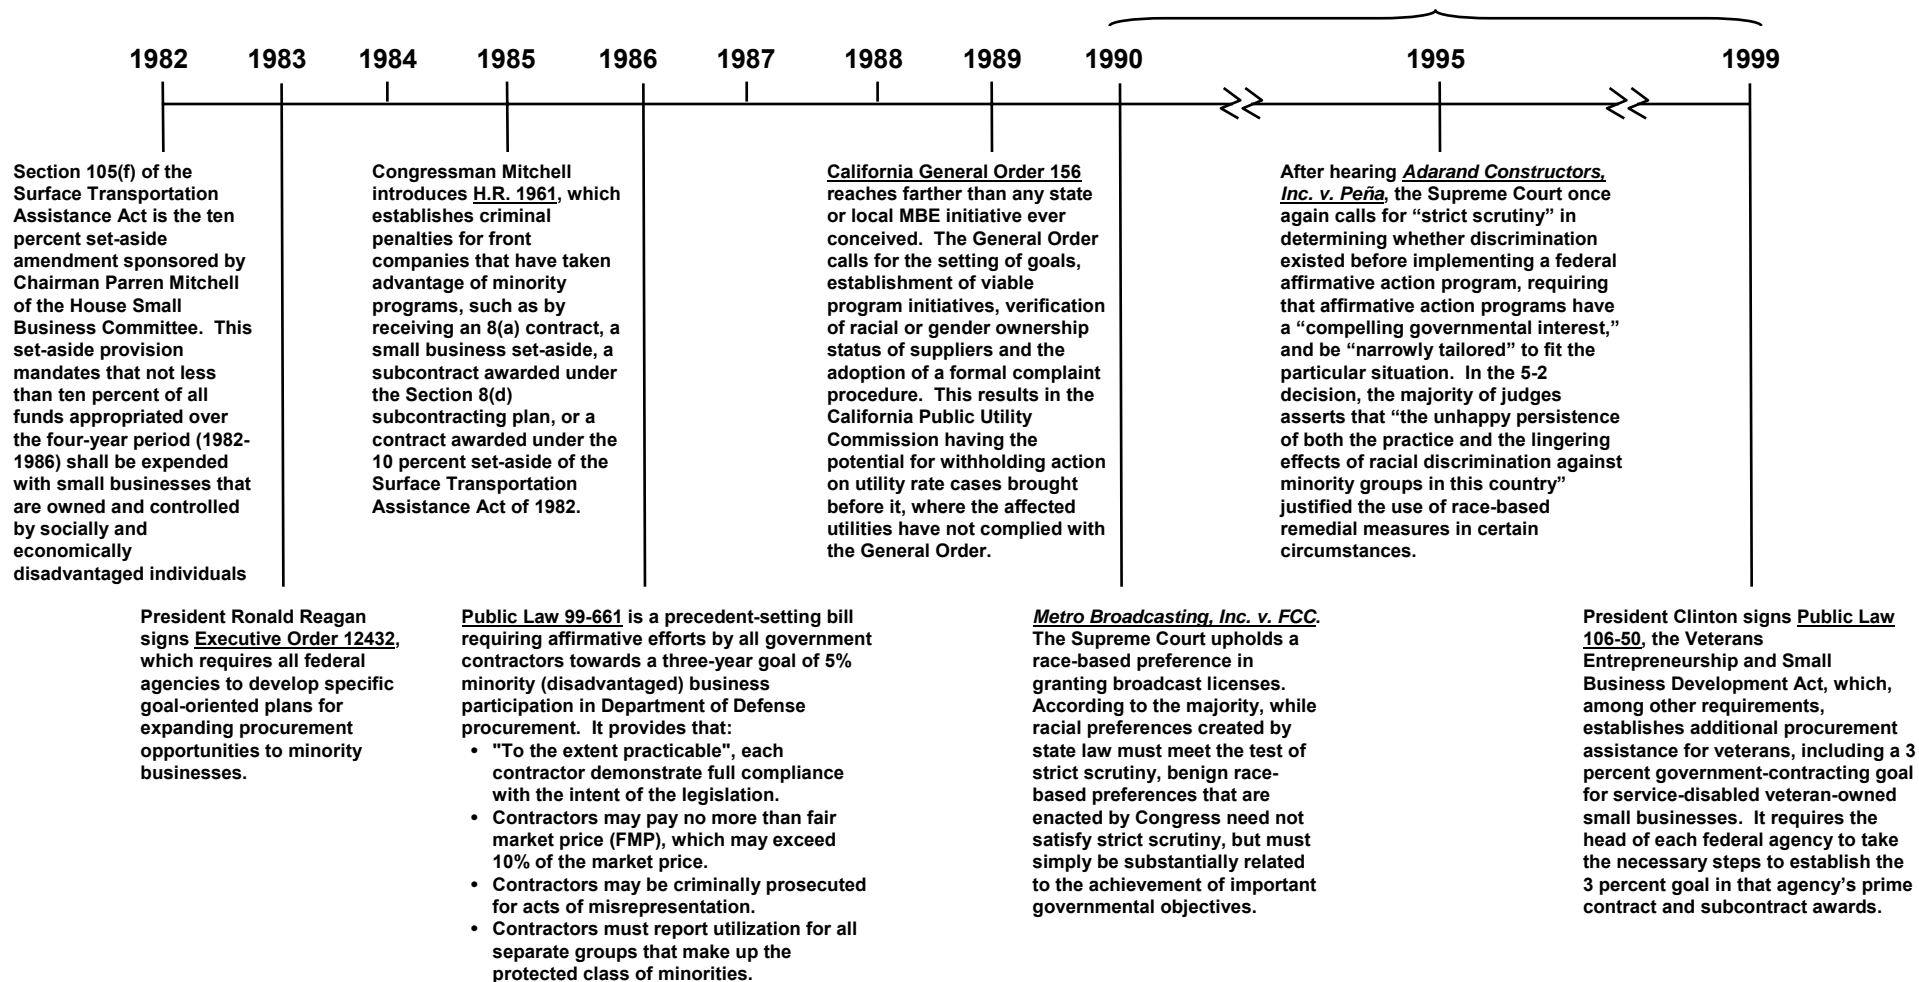 1982 1983 1984 1985 1986 1987 1988 1989 1990 1995 1999
Section 105(f) of the
Surface Transportation
Assistance Act is the ten
percent set-aside
amendment sponsored by
Chairman Parren Mitchell
of the House Small
Business Committee. This
set-aside provision
mandates that not less
than ten percent of all
funds appropriated over
the four-year period (1982-
1986) shall be expended
with small businesses that
are owned and controlled
by socially and
economically
disadvantaged individuals
President Ronald Reagan
signs Executive Order 12432,
which requires all federal
agencies to develop specific
goal-oriented plans for
expanding procurement
opportunities to minority
businesses.
Congressman Mitchell
introduces H.R. 1961, which
establishes criminal
penalties for front
companies that have taken
advantage of minority
programs, such as by
receiving an 8(a) contract, a
small business set-aside, a
subcontract awarded under
the Section 8(d)
subcontracting plan, or a
contract awarded under the
10 percent set-aside of the
Surface Transportation
Assistance Act of 1982.
Public Law 99-661 is a precedent-setting bill
requiring affirmative efforts by all government
contractors towards a three-year goal of 5%
minority (disadvantaged) business
participation in Department of Defense
procurement. It provides that:
• "To the extent practicable", each
contractor demonstrate full compliance
with the intent of the legislation.
• Contractors may pay no more than fair
market price (FMP), which may exceed
10% of the market price.
• Contractors may be criminally prosecuted
for acts of misrepresentation.
• Contractors must report utilization for all
separate groups that make up the
protected class of minorities.
California General Order 156
reaches farther than any state
or local MBE initiative ever
conceived. The General Order
calls for the setting of goals,
establishment of viable
program initiatives, verification
of racial or gender ownership
status of suppliers and the
adoption of a formal complaint
procedure. This results in the
California Public Utility
Commission having the
potential for withholding action
on utility rate cases brought
before it, where the affected
utilities have not complied with
the General Order.
Metro Broadcasting, Inc. v. FCC.
The Supreme Court upholds a
race-based preference in
granting broadcast licenses.
According to the majority, while
racial preferences created by
state law must meet the test of
strict scrutiny, benign race-
based preferences that are
enacted by Congress need not
satisfy strict scrutiny, but must
simply be substantially related
to the achievement of important
governmental objectives.
After hearing Adarand Constructors,
Inc. v. Peña, the Supreme Court once
again calls for “strict scrutiny” in
determining whether discrimination
existed before implementing a federal
affirmative action program, requiring
that affirmative action programs have
a “compelling governmental interest,”
and be “narrowly tailored” to fit the
particular situation. In the 5-2
decision, the majority of judges
asserts that “the unhappy persistence
of both the practice and the lingering
effects of racial discrimination against
minority groups in this country”
justified the use of race-based
remedial measures in certain
circumstances.
President Clinton signs Public Law
106-50, the Veterans
Entrepreneurship and Small
Business Development Act, which,
among other requirements,
establishes additional procurement
assistance for veterans, including a 3
percent government-contracting goal
for service-disabled veteran-owned
small businesses. It requires the
head of each federal agency to take
the necessary steps to establish the
3 percent goal in that agency’s prime
contract and subcontract awards.